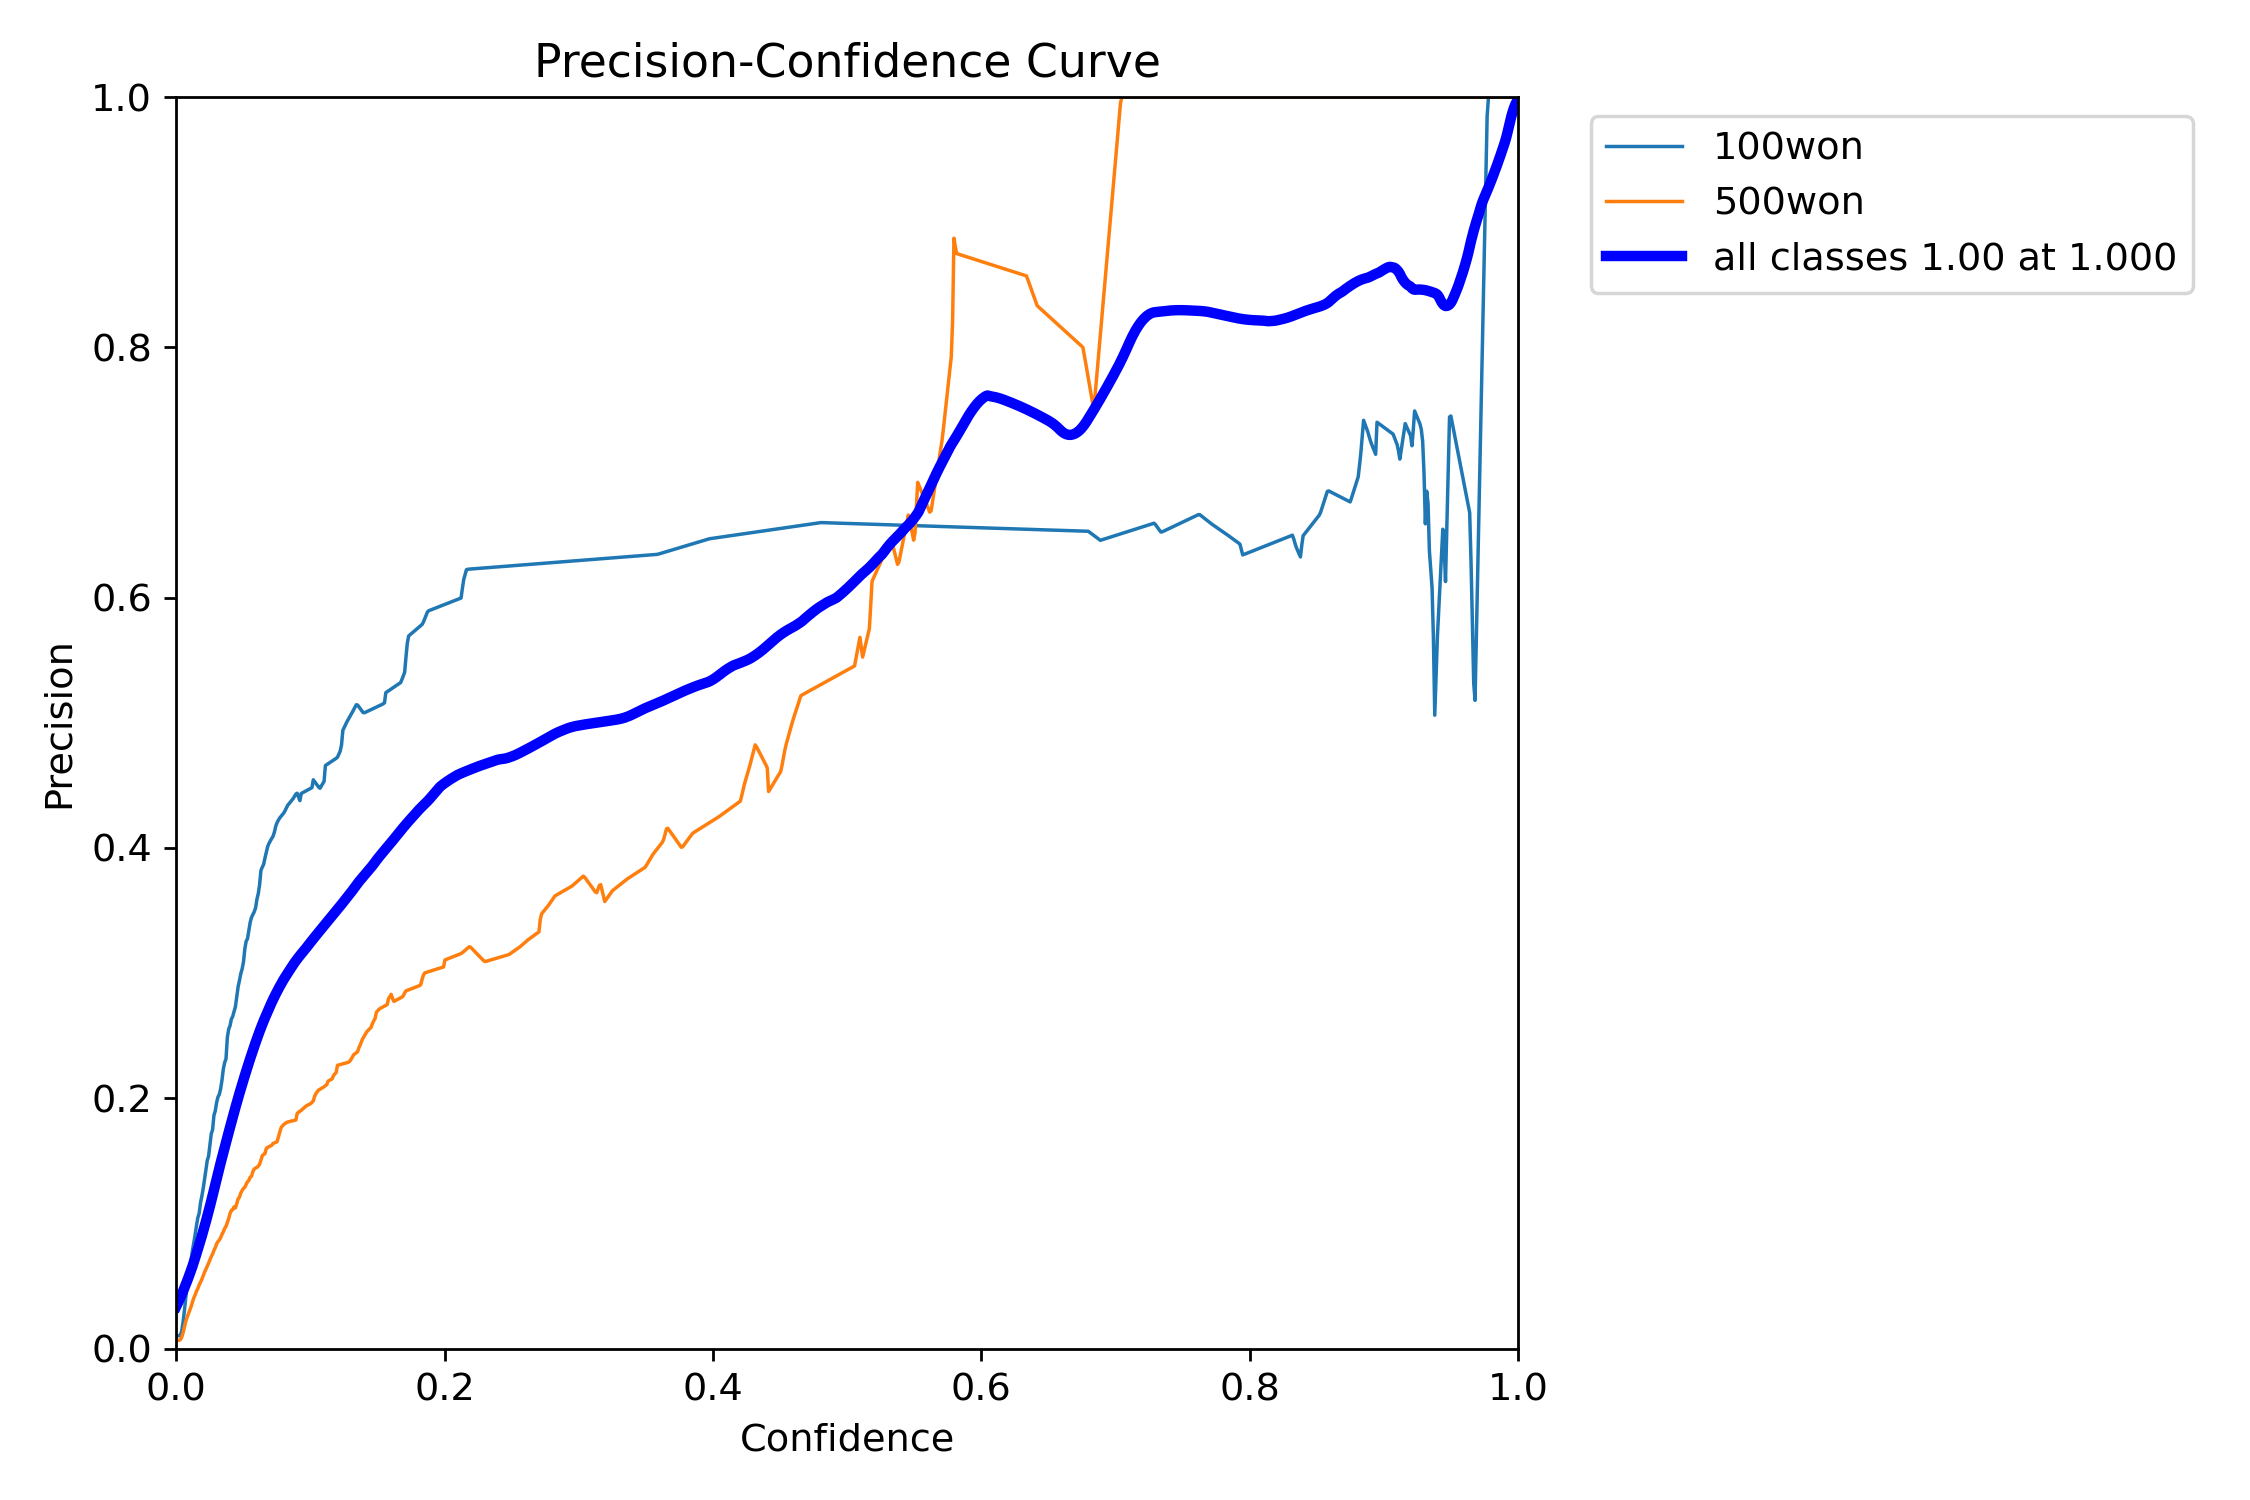 Precision-Confidence Curve
1.0
0.8
0.6
0.4
0.2
0.0
Precision
0.0 0.2 0.4 0.6 0.8 1.0
Confidence
100won
500won
all classes 1.00 at 1.000